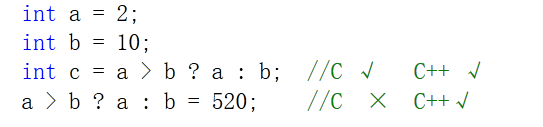 int a = 2;
int b = 10;
int c = a > b ? a : b;  //C √   C++ √
a > b ? a : b = 520;    //C  ×  C++√